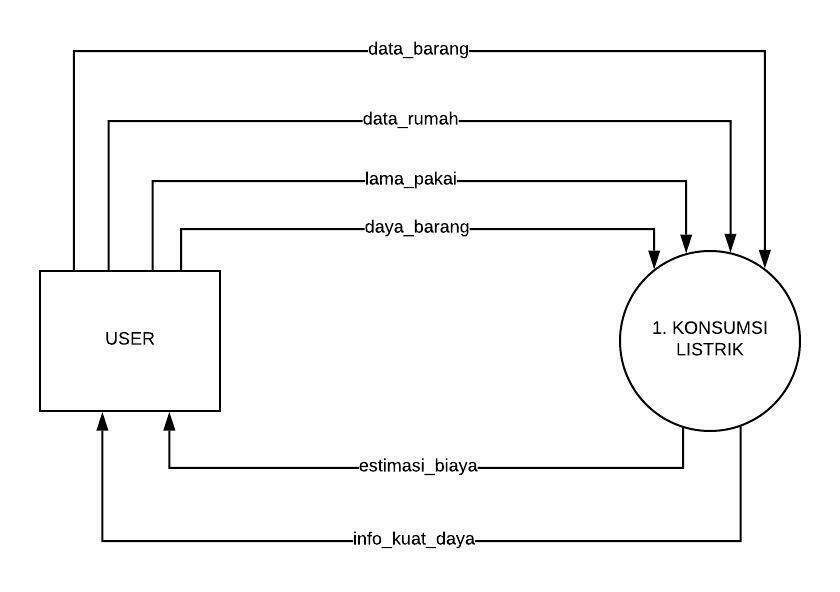 data_barang
data_rumah
lama_pakai
daya_barang
USER
1. KONSUMSI
LISTRIK
estimasi_biaya
info_kuat_daya